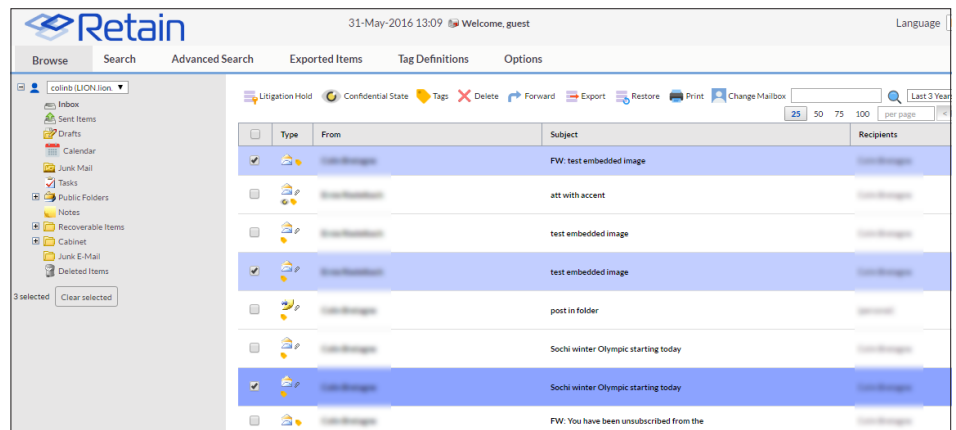 Retain
31-May-2016 13:09 Welcome, guest
Language
Browse Search Advanced Search Exported Items Tag Definitions Options
colinb (LION.lion.
Inbox
Sent Items
Drafts
Calendar
Junk Mail
Tasks
Public Folders
Notes
Recoverable Items
Cabinet
Junk E-Mail
Deleted Items
3 selected Clear selected
Litigation Hold Confidential State Tags Delete Forward Export Restore Print Change Mailbox Last 3 Years
25 50 75 100 per page <
Type From Subject Recipients
FW: test embedded image
att with accent
test embedded image
test embedded image
post in folder
Sochi winter Olympic starting today
Sochi winter Olympic starting today
FW: You have been unsubscribed from the